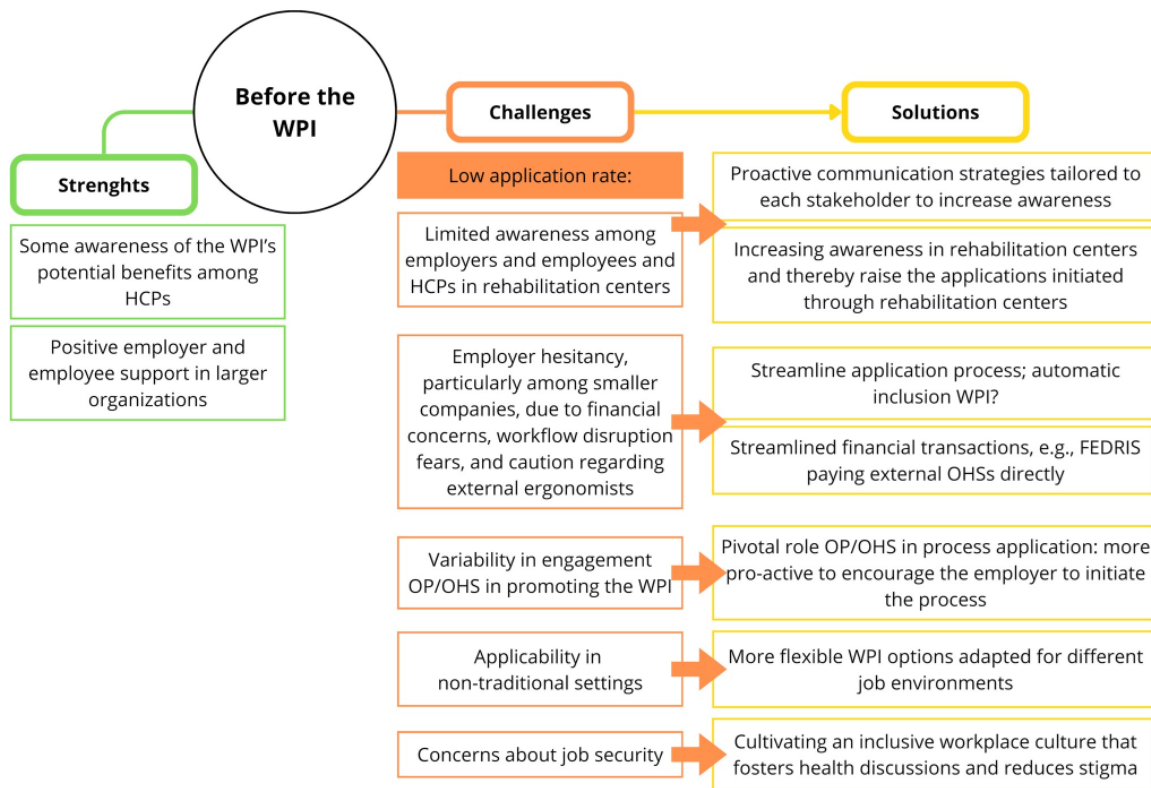 Before the
WPI
Strenghts
Some awareness of the WPI's
potential benefits among
HCPs
Positive employer and
employee support in larger
organizations
Challenges
Low application rate:
Limited awareness among
employers and employees and
HCPs in rehabilitation centers
Employer hesitancy,
particularly among smaller
companies, due to financial
concerns, workflow disruption
fears, and caution regarding
external ergonomists
Variability in engagement
OP/OHS in promoting the WPI
Applicability in
non-traditional settings
Concerns about job security
Solutions
Proactive communication strategies tailored to
each stakeholder to increase awareness
Increasing awareness in rehabilitation centers
and thereby raise the applications initiated
through rehabilitation centers
Streamline application process; automatic
inclusion WPI?
Streamlined financial transactions, e.g., FEDRIS
paying external OHSs directly
Pivotal role OP/OHS in process application: more
pro-active to encourage the employer to initiate
the process
More flexible WPI options adapted for different
job environments
Cultivating an inclusive workplace culture that
fosters health discussions and reduces stigma